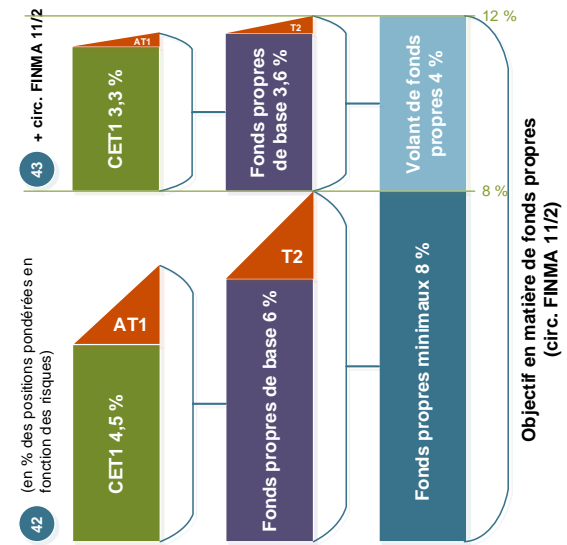 42
(en % des positions pondérées en
fonction des risques)
43
+ circ. FINMA 11/2
CET1 4,5 %
AT1
CET1 3,3 %
AT1
Fonds propres de base 6 %
T2
Fonds propres
de base 3,6 %
T2
Fonds propres minimaux 8 %
Volant de fonds
propres 4 %
8 %
12 %
Objectif en matière de fonds propres
(circ. FINMA 11/2)